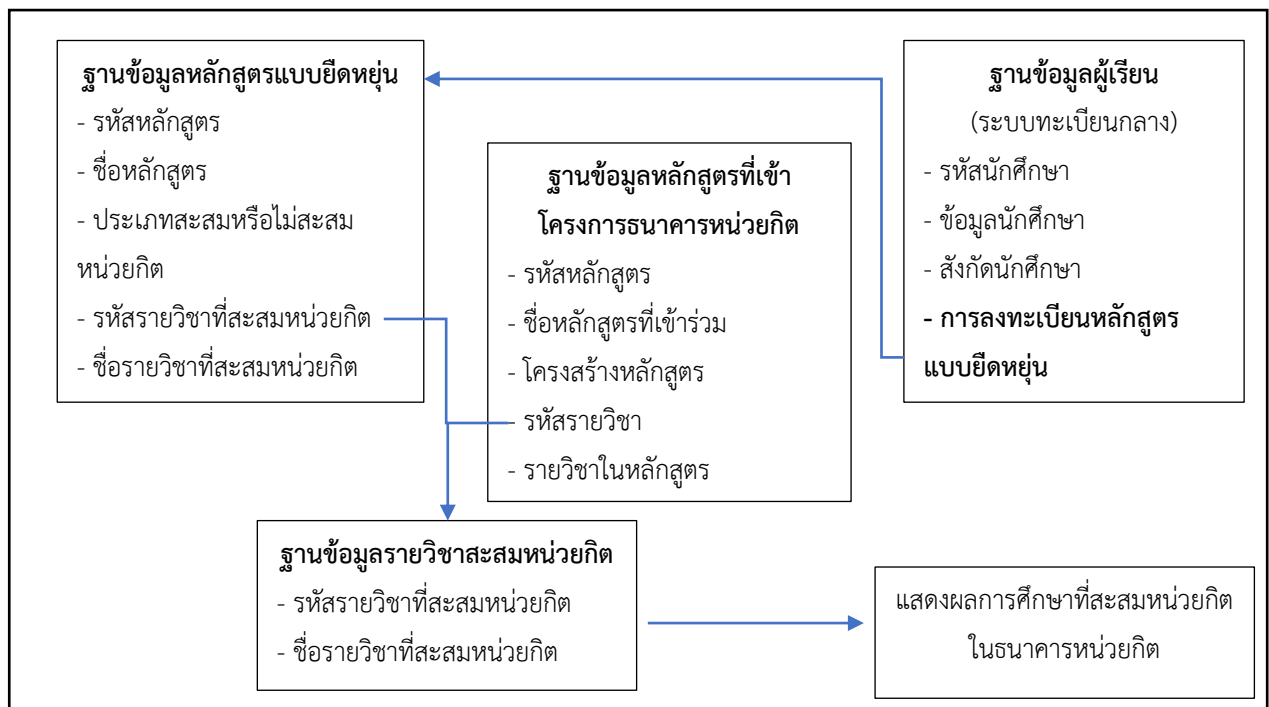 ฐานข้อมูลหลักสูตรแบบยืดหยุ่น
- รหัสหลักสูตร
- ชื่อหลักสูตร
- ประเภทสะสมหรือไม่สะสม
หน่วยกิต
- รหัสรายวิชาที่สะสมหน่วยกิต
- ชื่อรายวิชาที่สะสมหน่วยกิต
ฐานข้อมูลหลักสูตรที่เข้า
โครงการธนาคารหน่วยกิต
- รหัสหลักสูตร
- ชื่อหลักสูตรที่เข้าร่วม
- โครงสร้างหลักสูตร
- รหัสรายวิชา
- รายวิชาในหลักสูตร
ฐานข้อมูลผู้เรียน
(ระบบทะเบียนกลาง)
- รหัสนักศึกษา
- ข้อมูลนักศึกษา
- สังกัดนักศึกษา
- การลงทะเบียนหลักสูตร
แบบยืดหยุ่น
ฐานข้อมูลรายวิชาสะสมหน่วยกิต
- รหัสรายวิชาที่สะสมหน่วยกิต
- ชื่อรายวิชาที่สะสมหน่วยกิต
แสดงผลการศึกษาที่สะสมหน่วยกิต
ในธนาคารหน่วยกิต